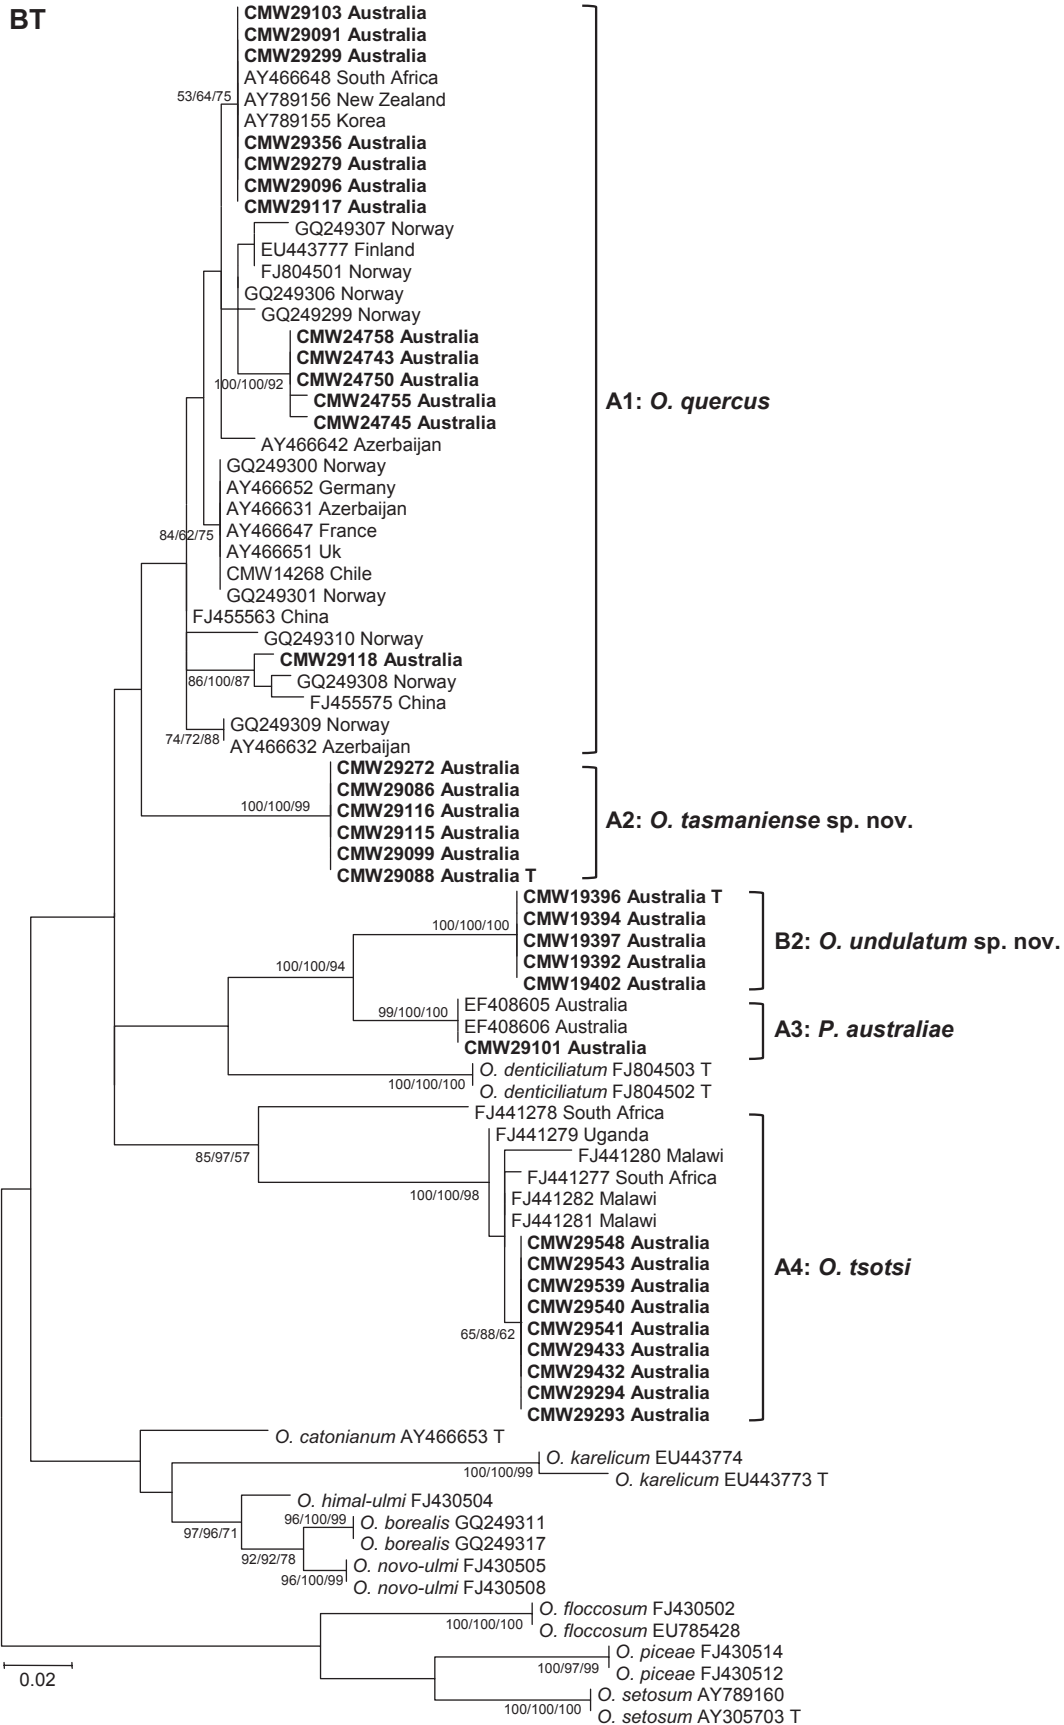 BT
CMW29103 Australia
CMW29091 Australia
CMW29299 Australia
AY466648 South Africa
53/64/75
AY789156 New Zealand
AY789155 Korea
CMW29356 Australia
CMW29279 Australia
CMW29096 Australia
CMW29117 Australia
GQ249307 Norway
EU443777 Finland
FJ804501 Norway
GQ249306 Norway
GQ249299 Norway
CMW24758 Australia
CMW24743 Australia
100/100/92
CMW24750 Australia
CMW24755 Australia
A1: O. quercus
CMW24745 Australia
AY466642 Azerbaijan
GQ249300 Norway
AY466652 Germany
AY466631 Azerbaijan
84/62/75
AY466647 France
AY466651 Uk
CMW14268 Chile
GQ249301 Norway
FJ455563 China
GQ249310 Norway
CMW29118 Australia
86/100/87
GQ249308 Norway
FJ455575 China
GQ249309 Norway
74/72/88
AY466632 Azerbaijan
CMW29272 Australia
CMW29086 Australia
100/100/99
CMW29116 Australia
A2: O. tasmaniense sp. nov.
CMW29115 Australia
CMW29099 Australia
CMW29088 Australia T
CMW19396 Australia T
100/100/100
CMW19394 Australia
CMW19397 Australia
B2: O. undulatum sp. nov.
100/100/94
CMW19392 Australia
CMW19402 Australia
99/100/100
EF408605 Australia
EF408606 Australia
A3: P. australiae
CMW29101 Australia
O. denticiliatum FJ804503 T
100/100/100
O. denticiliatum FJ804502 T
FJ441278 South Africa
FJ441279 Uganda
85/97/57
FJ441280 Malawi
FJ441277 South Africa
100/100/98
FJ441282 Malawi
FJ441281 Malawi
CMW29548 Australia
CMW29543 Australia
A4: O. tsotsi
CMW29539 Australia
CMW29540 Australia
65/88/62
CMW29541 Australia
CMW29433 Australia
CMW29432 Australia
CMW29294 Australia
CMW29293 Australia
O. catonianum AY466653 T
O. karelicum EU443774
100/100/99
O. karelicum EU443773 T
O. himal-ulmi FJ430504
97/96/71
96/100/99
O. borealis GQ249311
O. borealis GQ249317
92/92/78
O. novo-ulmi FJ430505
96/100/99
O. novo-ulmi FJ430508
O. floccosum FJ430502
100/100/100
O. floccosum EU785428
O. piceae FJ430514
100/97/99
O. piceae FJ430512
0.02
O. setosum AY789160
100/100/100
O. setosum AY305703 T